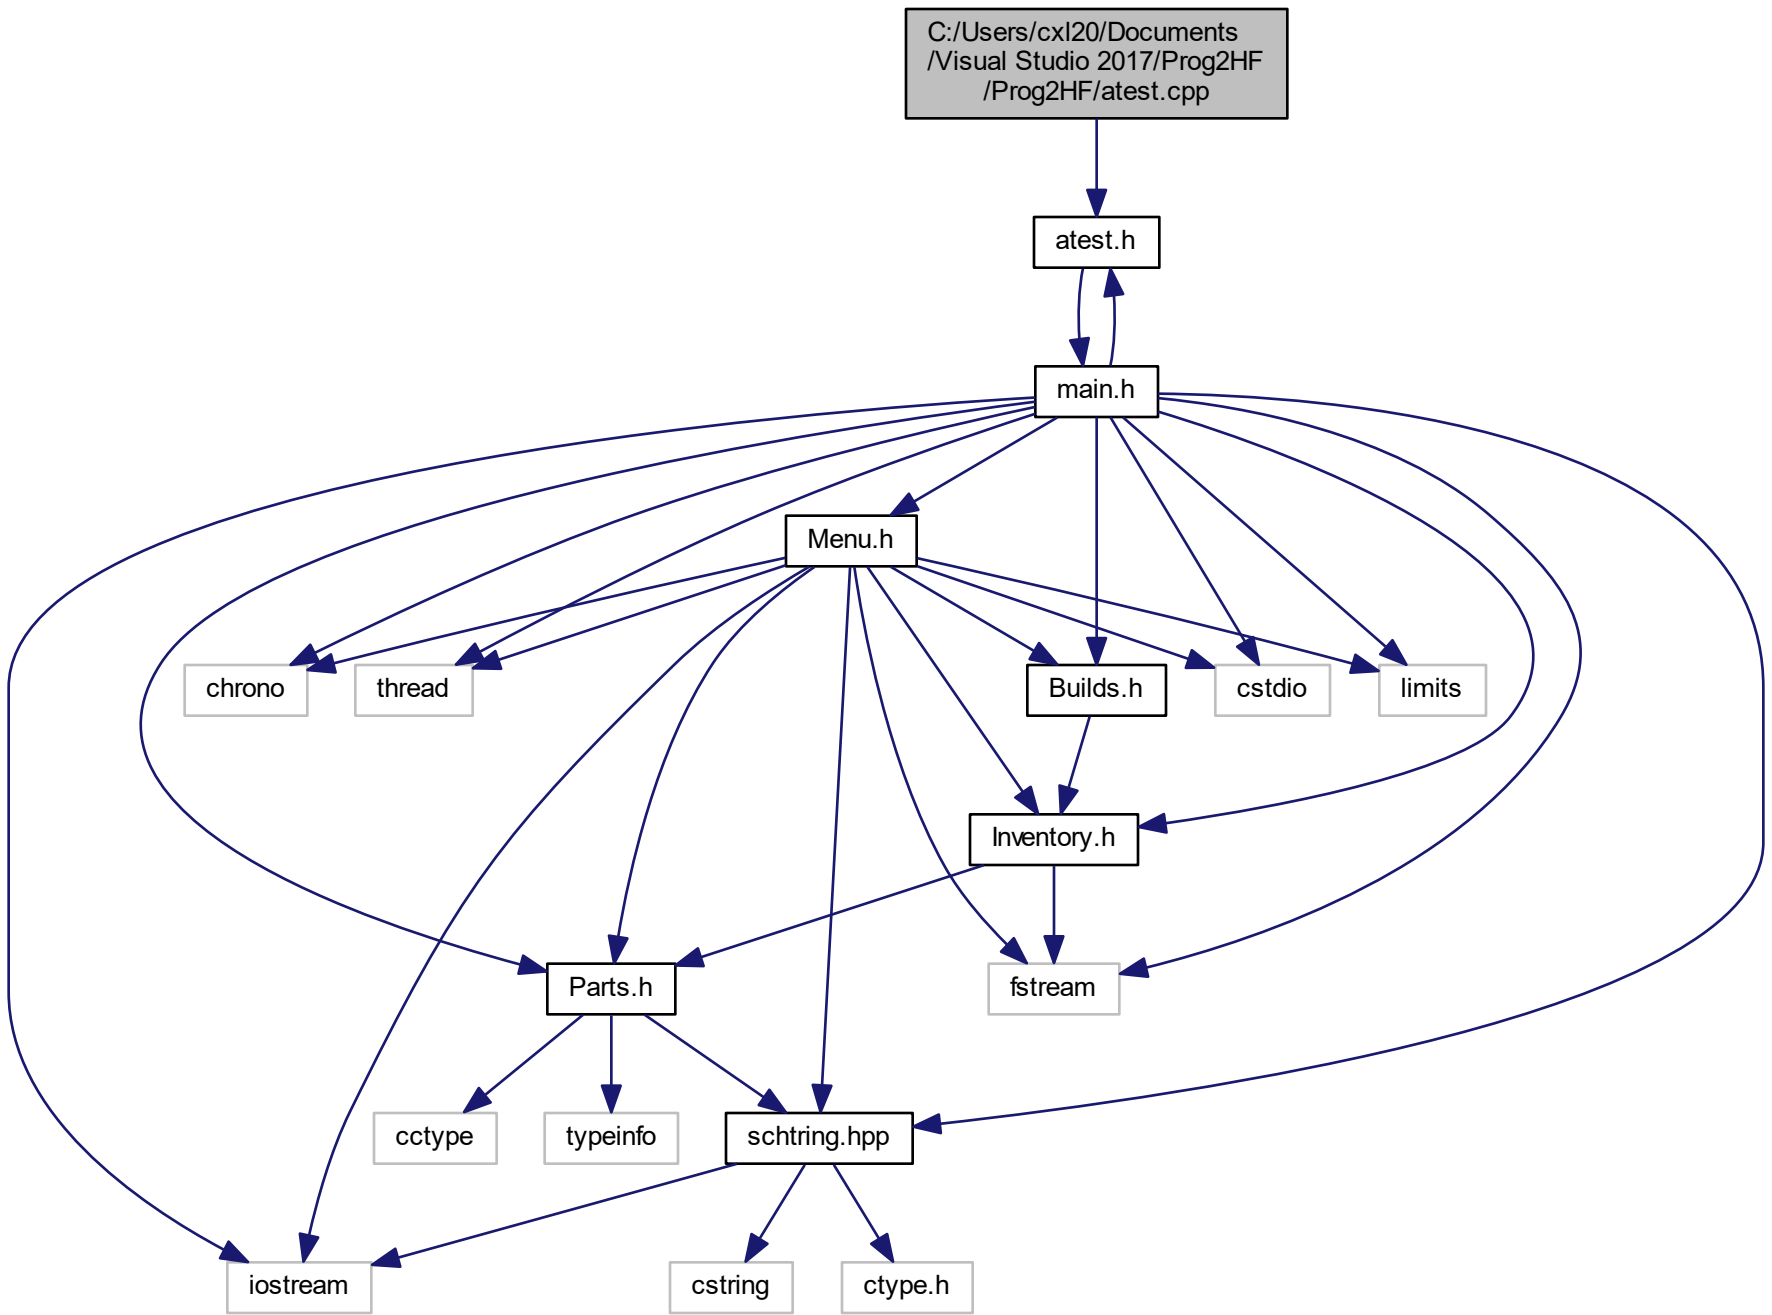 C:/Users/cxl20/Documents
/Visual Studio 2017/Prog2HF
/Prog2HF/atest.cpp
atest.h
main.h
Menu.h
chrono
thread
Builds.h
cstdio
limits
Inventory.h
Parts.h
fstream
cctype
typeinfo
schtring.hpp
iostream
cstring
ctype.h